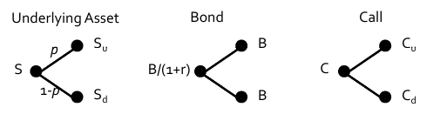 Underlying Asset Bond Call
p Sᵤ B Cᵤ
S B/(1+r) C
1-p S_d B C_d